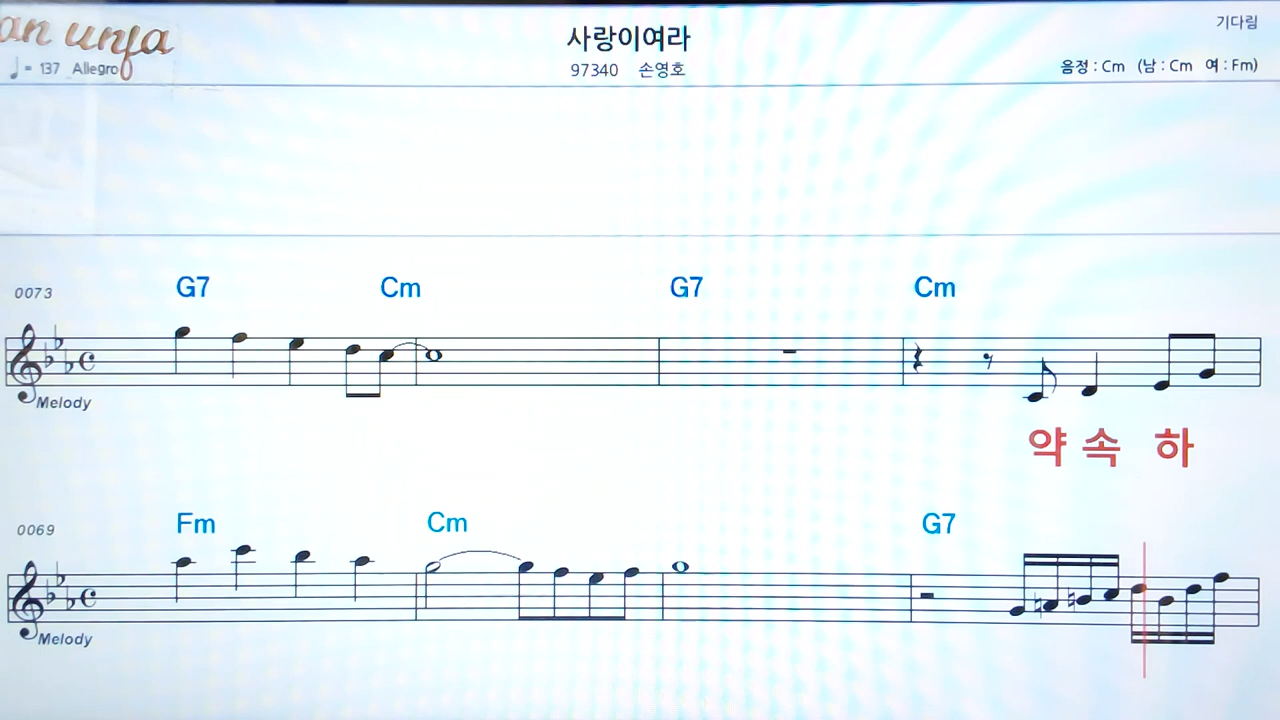 an unja
기다림
사랑이여라
♩= 137 Allegro
97340 손영호
음정 : Cm (남 : Cm 여 : Fm)
0073
G7 Cm G7 Cm
Melody
약 속 하
0069
Fm Cm G7
Melody